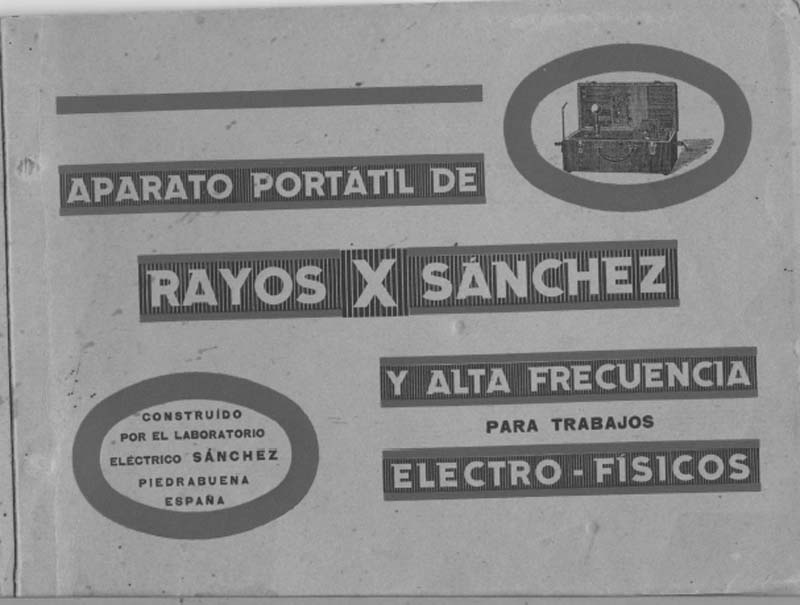 APARATO PORTÁTIL DE
RAYOS X SÁNCHEZ
Y ALTA FRECUENCIA
PARA TRABAJOS
ELECTRO-FÍSICOS
CONSTRUÍDO
POR EL LABORATORIO
ELÉCTRICO SÁNCHEZ
PIEDRABUENA
ESPAÑA